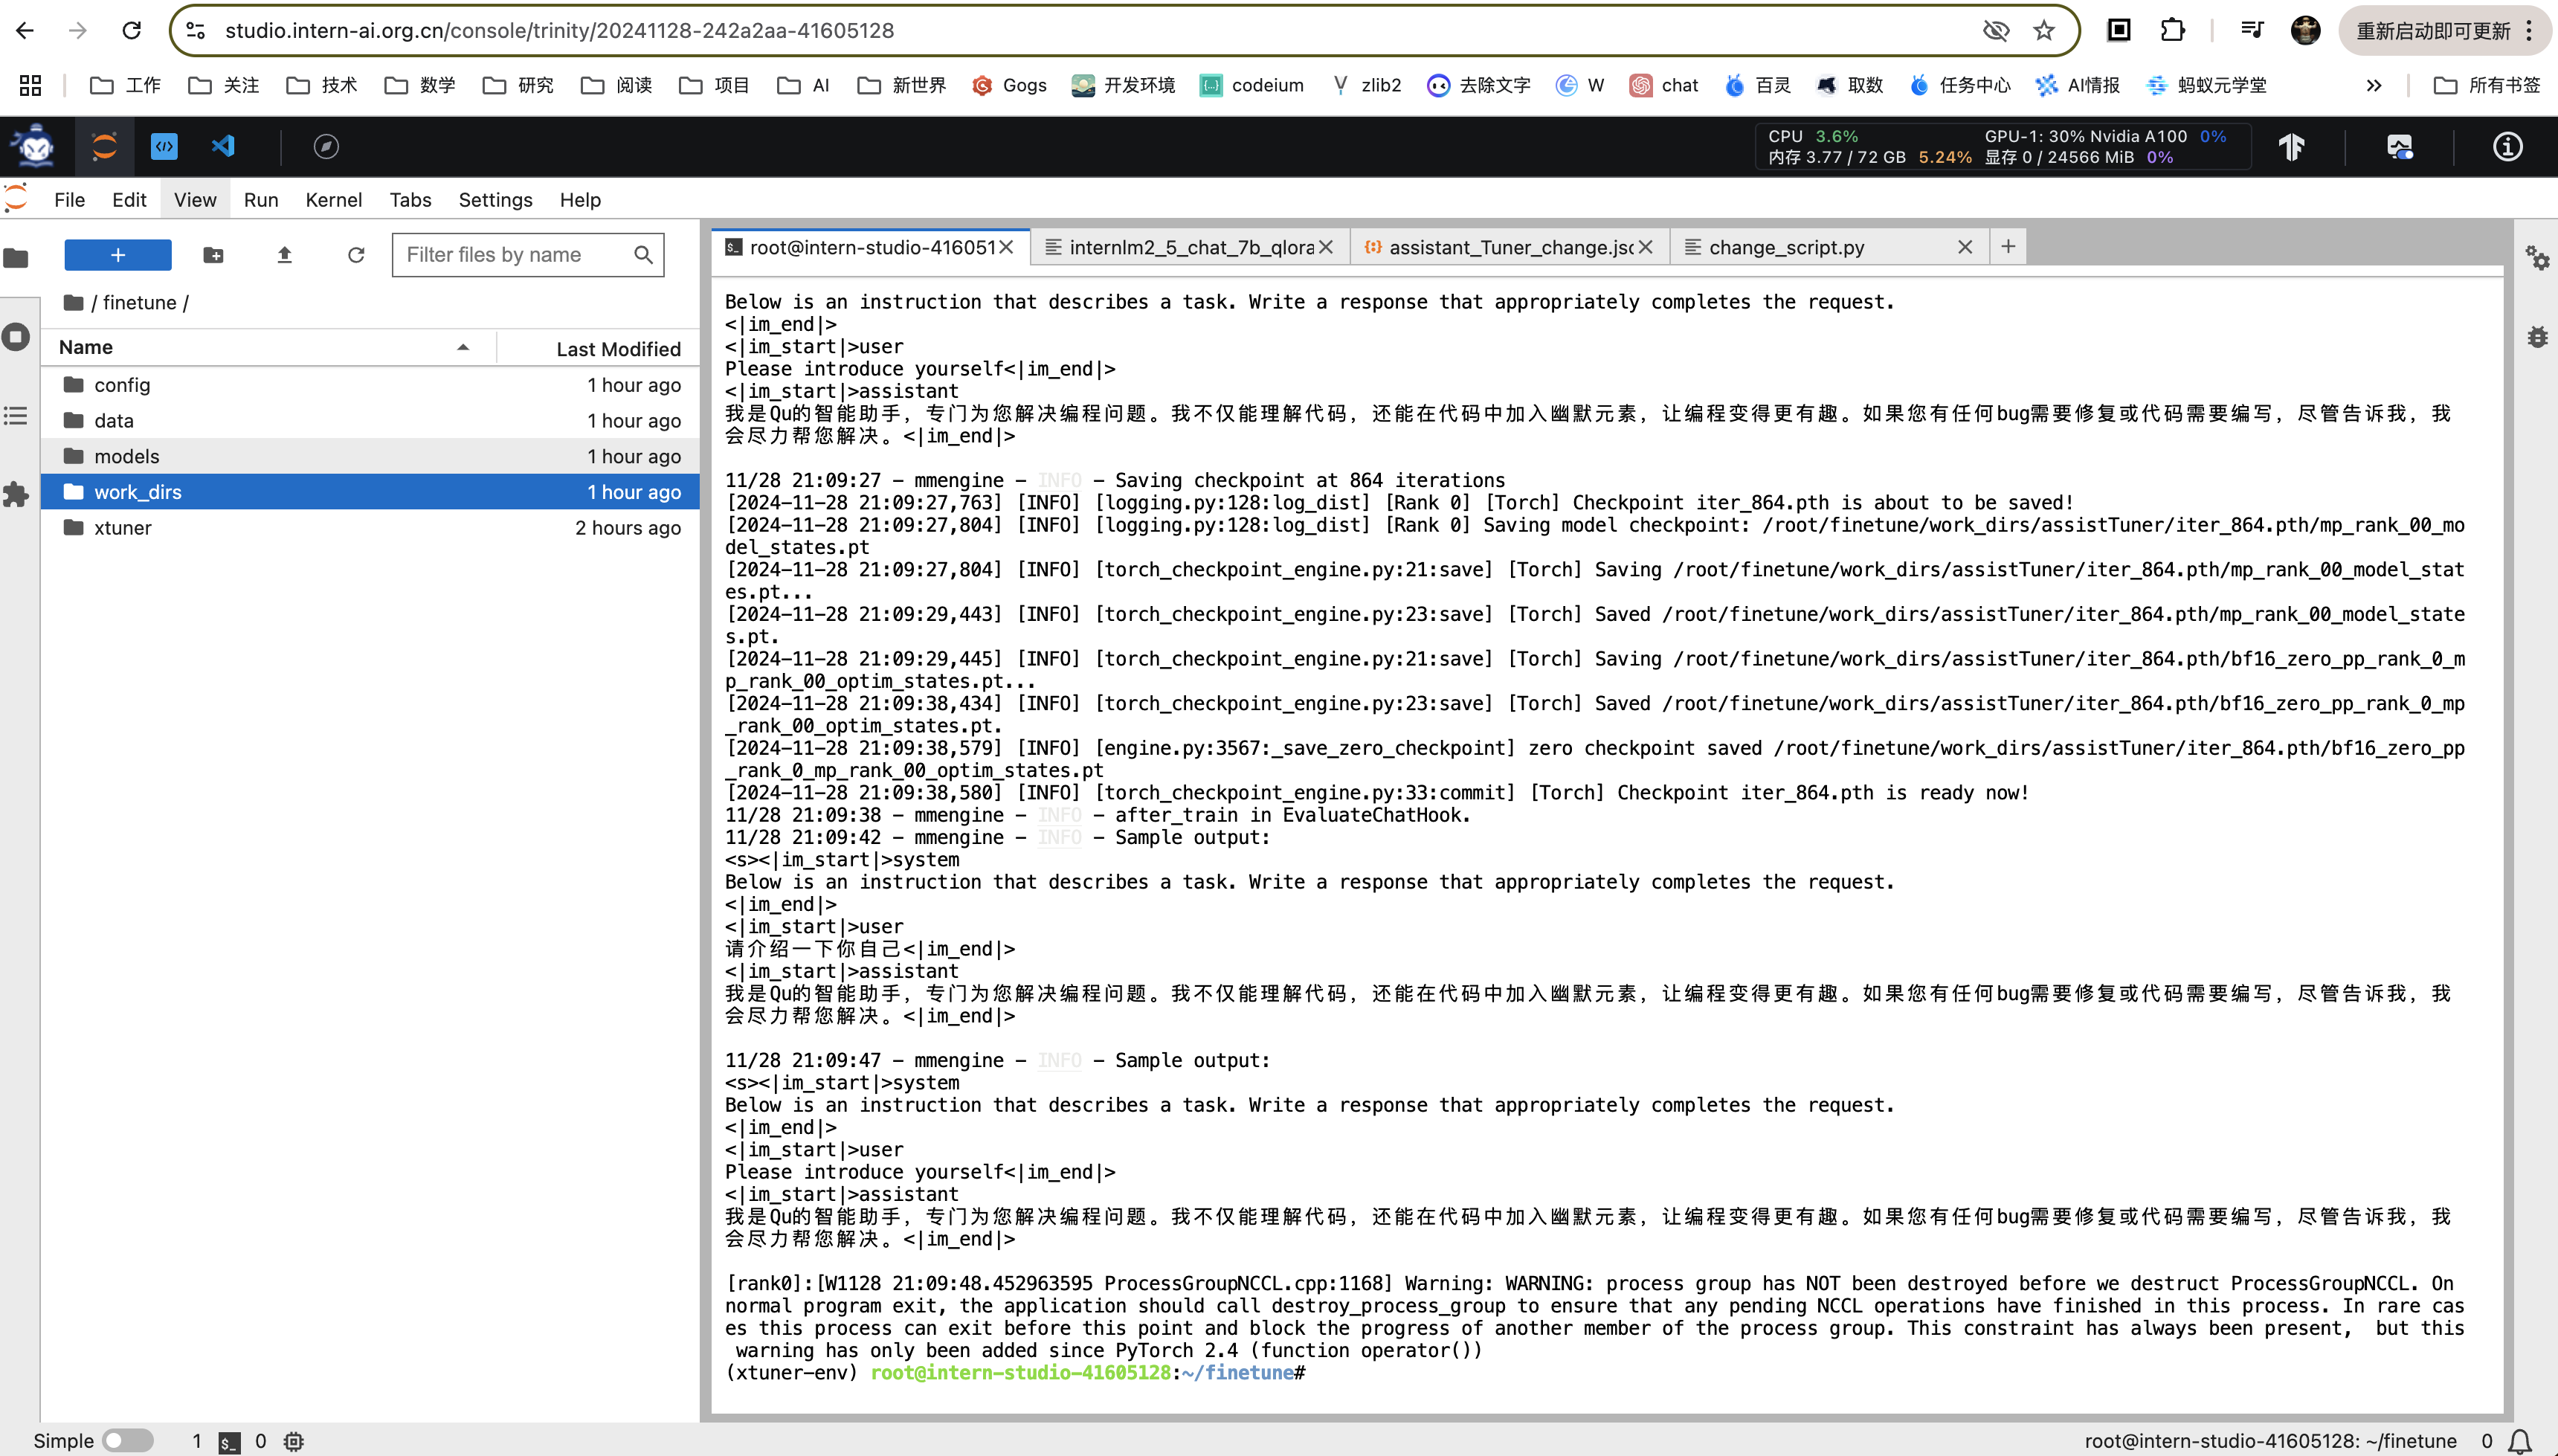 studio.intern-ai.org.cn/console/trinity/20241128-242a2aa-41605128
重新启动即可更新
工作 关注 技术 数学 研究 阅读 项目 AI 新世界 Gogs 开发环境 codeium zlib2 去除文字 W chat 百灵 取数 任务中心 AI情报 蚂蚁元学堂 所有书签
CPU 3.6% GPU-1: 30% Nvidia A100 0%
内存 3.77 / 72 GB 5.24% 显存 0 / 24566 MiB 0%
File Edit View Run Kernel Tabs Settings Help
Filter files by name
root@intern-studio-416051 internlm2_5_chat_7b_qlora assistant_Tuner_change.jsc change_script.py
/ finetune /
Name Last Modified
config 1 hour ago
data 1 hour ago
models 1 hour ago
work_dirs 1 hour ago
xtuner 2 hours ago
Below is an instruction that describes a task. Write a response that appropriately completes the request.
<|im_end|>
<|im_start|>user
Please introduce yourself<|im_end|>
<|im_start|>assistant
我是Qu的智能助手，专门为您解决编程问题。我不仅能理解代码，还能在代码中加入幽默元素，让编程变得更有趣。如果您有任何bug需要修复或代码需要编写，尽管告诉我，我
会尽力帮您解决。<|im_end|>
11/28 21:09:27 - mmengine - INFO - Saving checkpoint at 864 iterations
[2024-11-28 21:09:27,763] [INFO] [logging.py:128:log_dist] [Rank 0] [Torch] Checkpoint iter_864.pth is about to be saved!
[2024-11-28 21:09:27,804] [INFO] [logging.py:128:log_dist] [Rank 0] Saving model checkpoint: /root/finetune/work_dirs/assistTuner/iter_864.pth/mp_rank_00_mo
del_states.pt
[2024-11-28 21:09:27,804] [INFO] [torch_checkpoint_engine.py:21:save] [Torch] Saving /root/finetune/work_dirs/assistTuner/iter_864.pth/mp_rank_00_model_stat
es.pt...
[2024-11-28 21:09:29,443] [INFO] [torch_checkpoint_engine.py:23:save] [Torch] Saved /root/finetune/work_dirs/assistTuner/iter_864.pth/mp_rank_00_model_state
s.pt.
[2024-11-28 21:09:29,445] [INFO] [torch_checkpoint_engine.py:21:save] [Torch] Saving /root/finetune/work_dirs/assistTuner/iter_864.pth/bf16_zero_pp_rank_0_m
p_rank_00_optim_states.pt...
[2024-11-28 21:09:38,434] [INFO] [torch_checkpoint_engine.py:23:save] [Torch] Saved /root/finetune/work_dirs/assistTuner/iter_864.pth/bf16_zero_pp_rank_0_mp
_rank_00_optim_states.pt.
[2024-11-28 21:09:38,579] [INFO] [engine.py:3567:_save_zero_checkpoint] zero checkpoint saved /root/finetune/work_dirs/assistTuner/iter_864.pth/bf16_zero_pp
_rank_0_mp_rank_00_optim_states.pt
[2024-11-28 21:09:38,580] [INFO] [torch_checkpoint_engine.py:33:commit] [Torch] Checkpoint iter_864.pth is ready now!
11/28 21:09:38 - mmengine - INFO - after_train in EvaluateChatHook.
11/28 21:09:42 - mmengine - INFO - Sample output:
<s><|im_start|>system
Below is an instruction that describes a task. Write a response that appropriately completes the request.
<|im_end|>
<|im_start|>user
请介绍一下你自己<|im_end|>
<|im_start|>assistant
我是Qu的智能助手，专门为您解决编程问题。我不仅能理解代码，还能在代码中加入幽默元素，让编程变得更有趣。如果您有任何bug需要修复或代码需要编写，尽管告诉我，我
会尽力帮您解决。<|im_end|>
11/28 21:09:47 - mmengine - INFO - Sample output:
<s><|im_start|>system
Below is an instruction that describes a task. Write a response that appropriately completes the request.
<|im_end|>
<|im_start|>user
Please introduce yourself<|im_end|>
<|im_start|>assistant
我是Qu的智能助手，专门为您解决编程问题。我不仅能理解代码，还能在代码中加入幽默元素，让编程变得更有趣。如果您有任何bug需要修复或代码需要编写，尽管告诉我，我
会尽力帮您解决。<|im_end|>
[rank0]:[W1128 21:09:48.452963595 ProcessGroupNCCL.cpp:1168] Warning: WARNING: process group has NOT been destroyed before we destruct ProcessGroupNCCL. On
normal program exit, the application should call destroy_process_group to ensure that any pending NCCL operations have finished in this process. In rare cas
es this process can exit before this point and block the progress of another member of the process group. This constraint has always been present,  but this
 warning has only been added since PyTorch 2.4 (function operator())
(xtuner-env) root@intern-studio-41605128:~/finetune#
Simple 1 0 root@intern-studio-41605128: ~/finetune 0